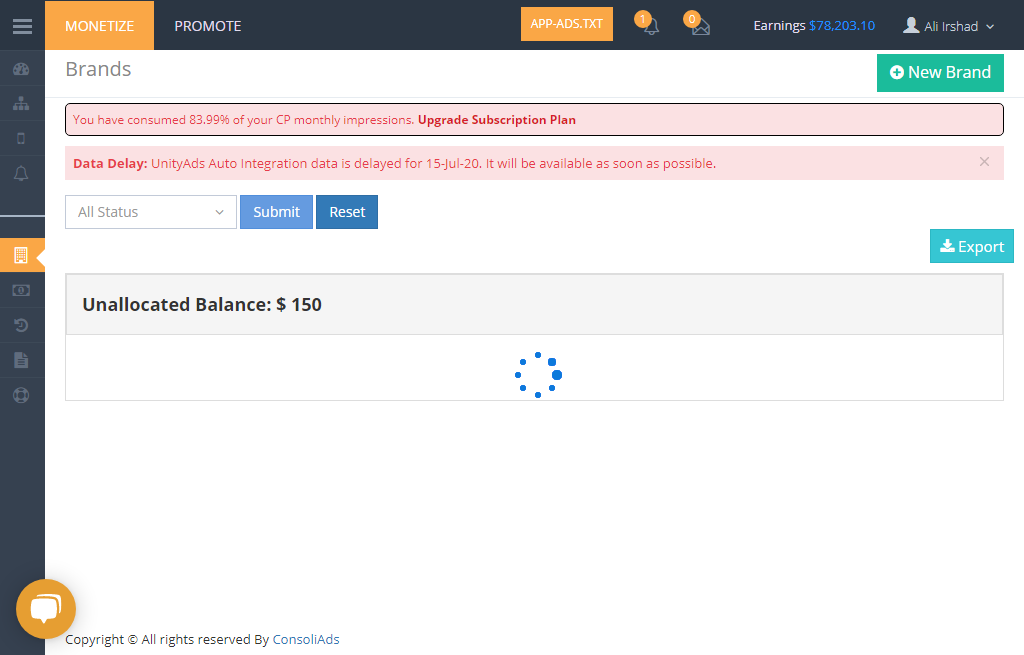 MONETIZE
PROMOTE
APP-ADS.TXT
1
0
Earnings $78,203.10
Ali Irshad
Brands
New Brand
You have consumed 83.99% of your CP monthly impressions. Upgrade Subscription Plan
Data Delay: UnityAds Auto Integration data is delayed for 15-Jul-20. It will be available as soon as possible.
All Status
Submit
Reset
Export
Unallocated Balance: $ 150
Copyright © All rights reserved By ConsoliAds